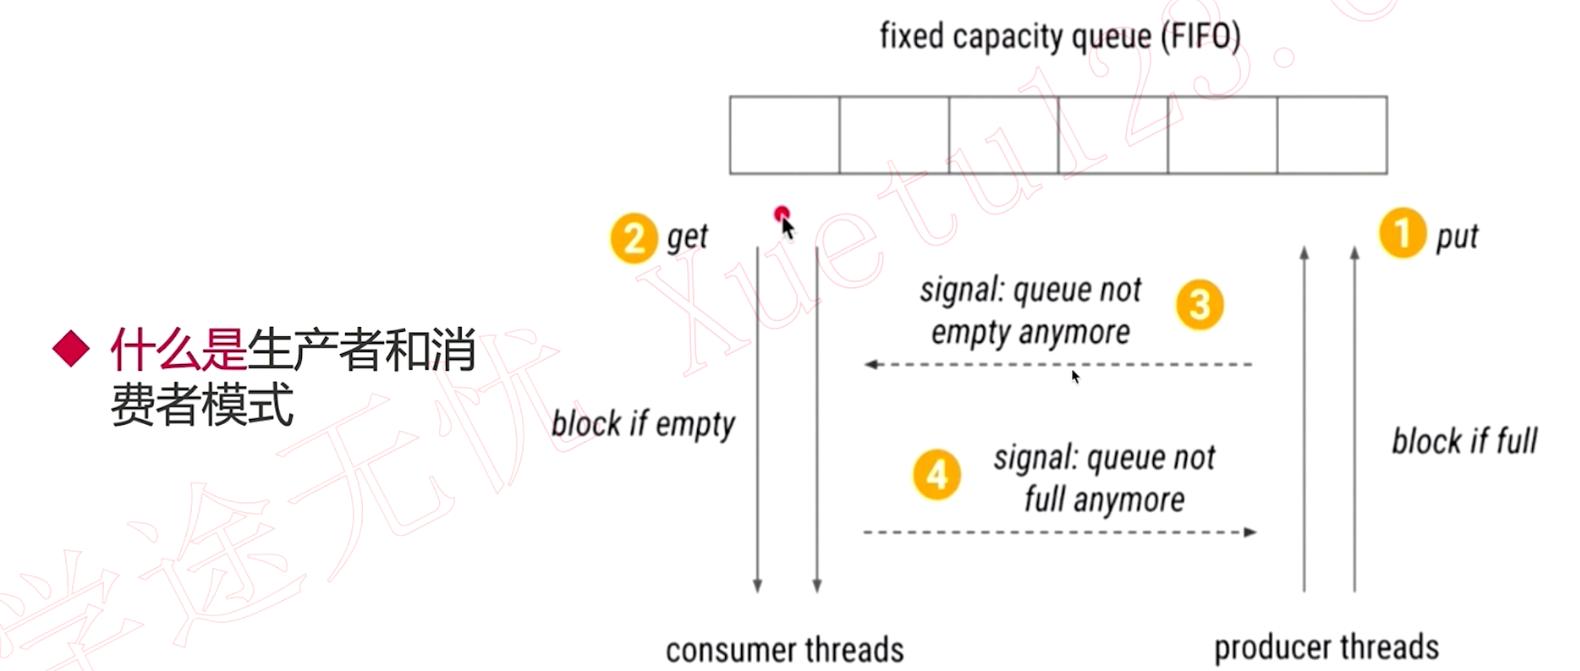 fixed capacity queue (FIFO)
2 get
1 put
signal: queue not
empty anymore
3
什么是生产者和消
费者模式
block if empty
block if full
4
signal: queue not
full anymore
consumer threads
producer threads
学途无忧 Xuetu123.